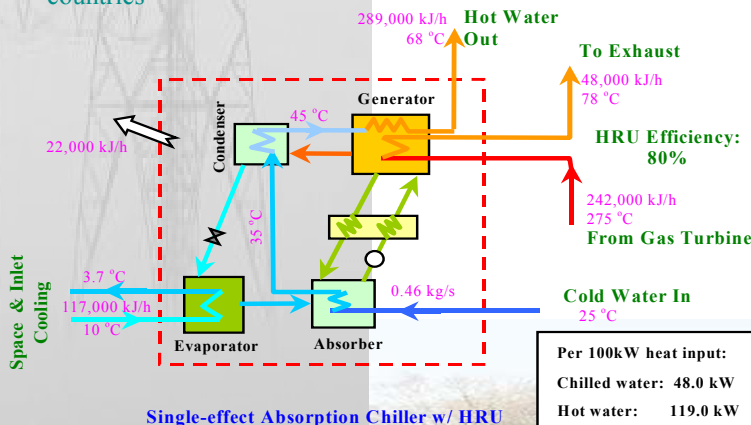 countries
289,000 kJ/h
68 °C
Hot Water
Out
To Exhaust
48,000 kJ/h
78 °C
Generator
45 °C
Condenser
22,000 kJ/h
HRU Efficiency:
80%
242,000 kJ/h
275 °C
From Gas Turbine
35 °C
Space & Inlet
Cooling
3.7 °C
117,000 kJ/h
10 °C
0.46 kg/s
Cold Water In
25 °C
Evaporator
Absorber
Per 100kW heat input:
Chilled water: 48.0 kW
Hot water: 119.0 kW
Single-effect Absorption Chiller w/ HRU